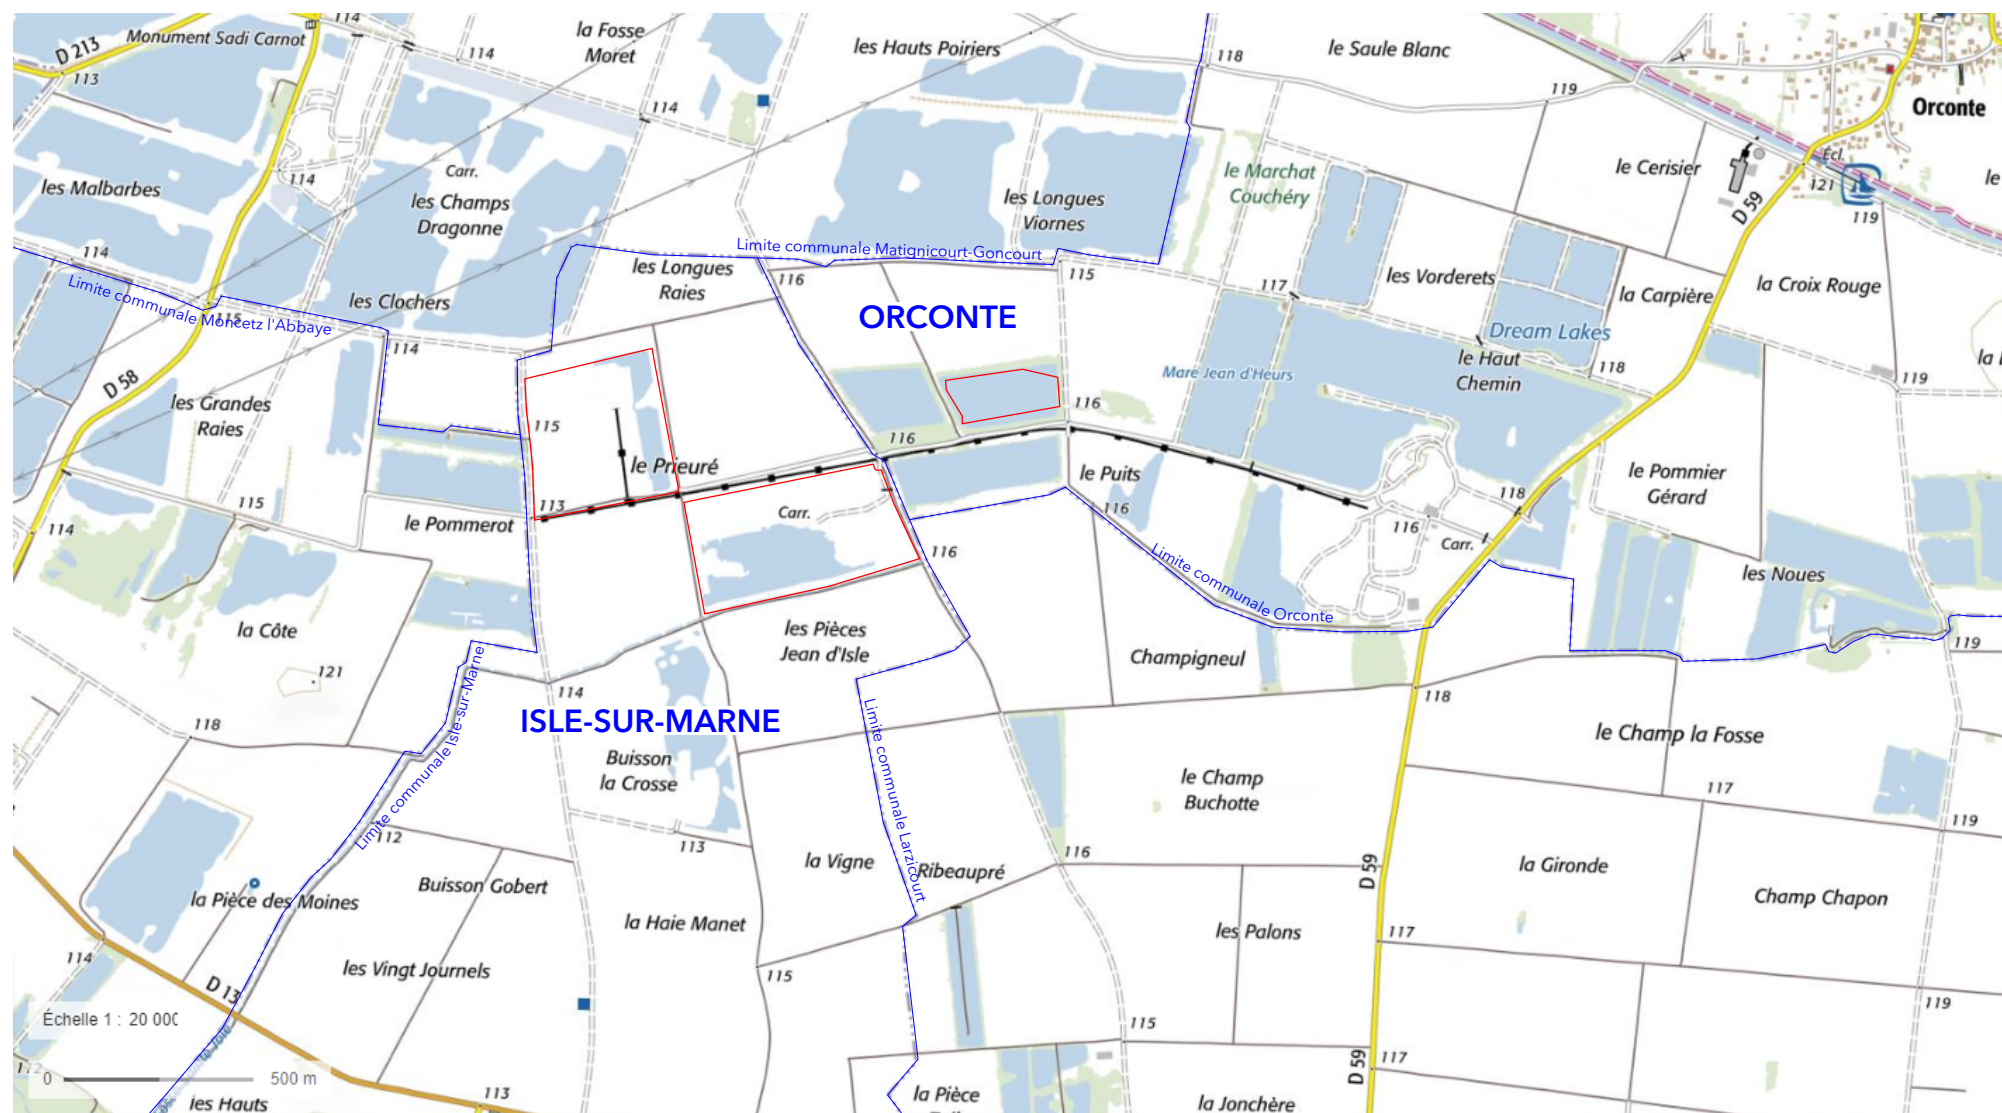 114
D 213
Monument Sadi Carnot
la Fosse
Moret
les Hauts Poiriers
le Saule Blanc
118
114
113
114
119
Orconte
Carr.
114
les Malbarbes
les Champs
Dragonne
les Longues
Viornes
le Marchat
Couchéry
le Cerisier
Écl.
121
D 59
119
le
114
Limite communale Matignicourt-Goncourt
les Longues
Raies
116
115
117
les Vorderets
la Carpière
la Croix Rouge
Limite communale Moncetz l'Abbaye
115
les Clochers
ORCONTE
Dream Lakes
114
le Haut
Chemin
D 58
Mare Jean d'Heurs
118
119
les Grandes
Raies
115
116
116
le Prieuré
le Puits
le Pommier
Gérard
115
113
118
114
le Pommerot
Carr.
116
116
Carr.
116
Limite communale Orconte
les Noues
la Côte
les Pièces
Jean d'Isle
Champigneul
119
121
114
118
118
Limite communale Isle-sur-Marne
ISLE-SUR-MARNE
Limite communale Larzicourt
le Champ la Fosse
Buisson
la Crosse
le Champ
Buchotte
117
119
112
113
la Vigne
Ribeaupré
116
D 59
la Gironde
Buisson Gobert
la Pièce des Moines
la Haie Manet
Champ Chapon
les Palons
117
114
les Vingt Journels
115
D 13
119
Échelle 1 : 20 000
115
117
112
0
500 m
D 59
113
les Hauts
la Pièce
la Jonchère